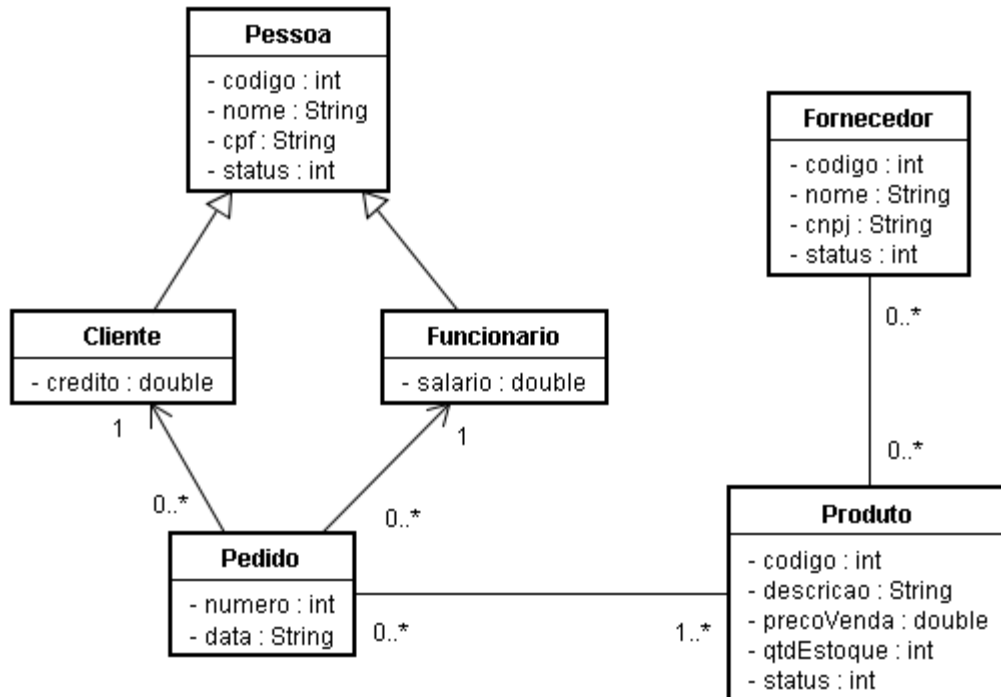 Pessoa
- codigo : int
- nome : String
- cpf : String
- status : int
Fornecedor
- codigo : int
- nome : String
- cnpj : String
- status : int
Cliente
- credito : double
Funcionario
- salario : double
0..*
1
1
0..*
0..*
0..*
Pedido
- numero : int
- data : String
0..*
1..*
Produto
- codigo : int
- descricao : String
- precoVenda : double
- qtdEstoque : int
- status : int